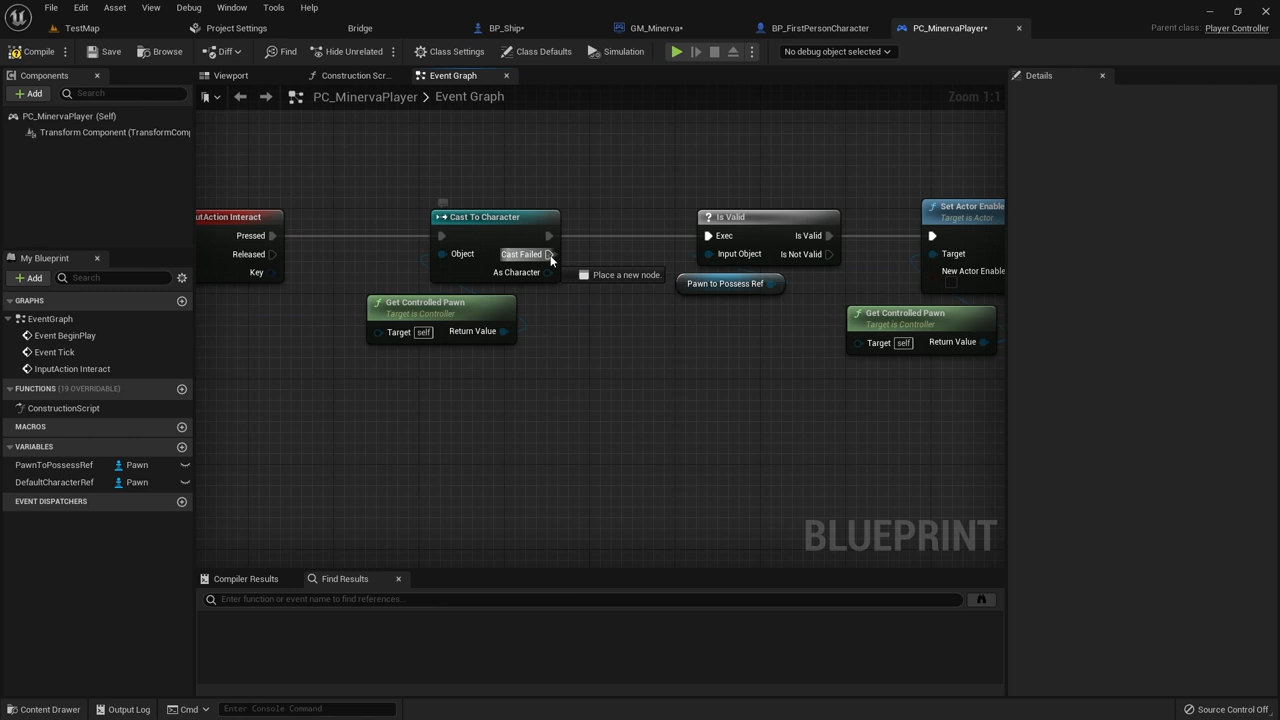 File Edit Asset View Debug Window Tools Help
TestMap Project Settings Bridge BP_Ship* GM_Minerva* BP_FirstPersonCharacter PC_MinervaPlayer*
Parent class: Player Controller
Compile Save Browse Diff Find Hide Unrelated Class Settings Class Defaults Simulation No debug object selected
Components
Add Search
PC_MinervaPlayer (Self)
Transform Component (TransformComp
My Blueprint
Add Search
GRAPHS
EventGraph
Event BeginPlay
Event Tick
InputAction Interact
FUNCTIONS (19 OVERRIDABLE)
ConstructionScript
MACROS
VARIABLES
PawnToPossessRef Pawn
DefaultCharacterRef Pawn
EVENT DISPATCHERS
Viewport Construction Scr... Event Graph
PC_MinervaPlayer > Event Graph
Zoom 1:1
utAction Interact
Pressed
Released
Key
Cast To Character
Object
Cast Failed
As Character
Place a new node.
Get Controlled Pawn
Target is Controller
Target self Return Value
Is Valid
Exec Is Valid
Input Object Is Not Valid
Pawn to Possess Ref
Set Actor Enable
Target is Actor
Target
New Actor Enable
Get Controlled Pawn
Target is Controller
Target self Return Value
BLUEPRINT
Compiler Results Find Results
Enter function or event name to find references...
Details
Content Drawer Output Log Cmd Enter Console Command
Source Control Off